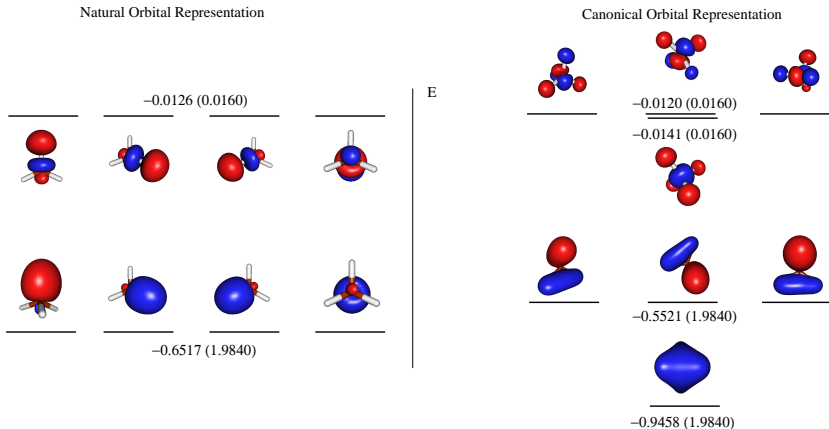 Natural Orbital Representation
Canonical Orbital Representation
E
−0.0126 (0.0160)
−0.0120 (0.0160)
−0.0141 (0.0160)
−0.5521 (1.9840)
−0.6517 (1.9840)
−0.9458 (1.9840)